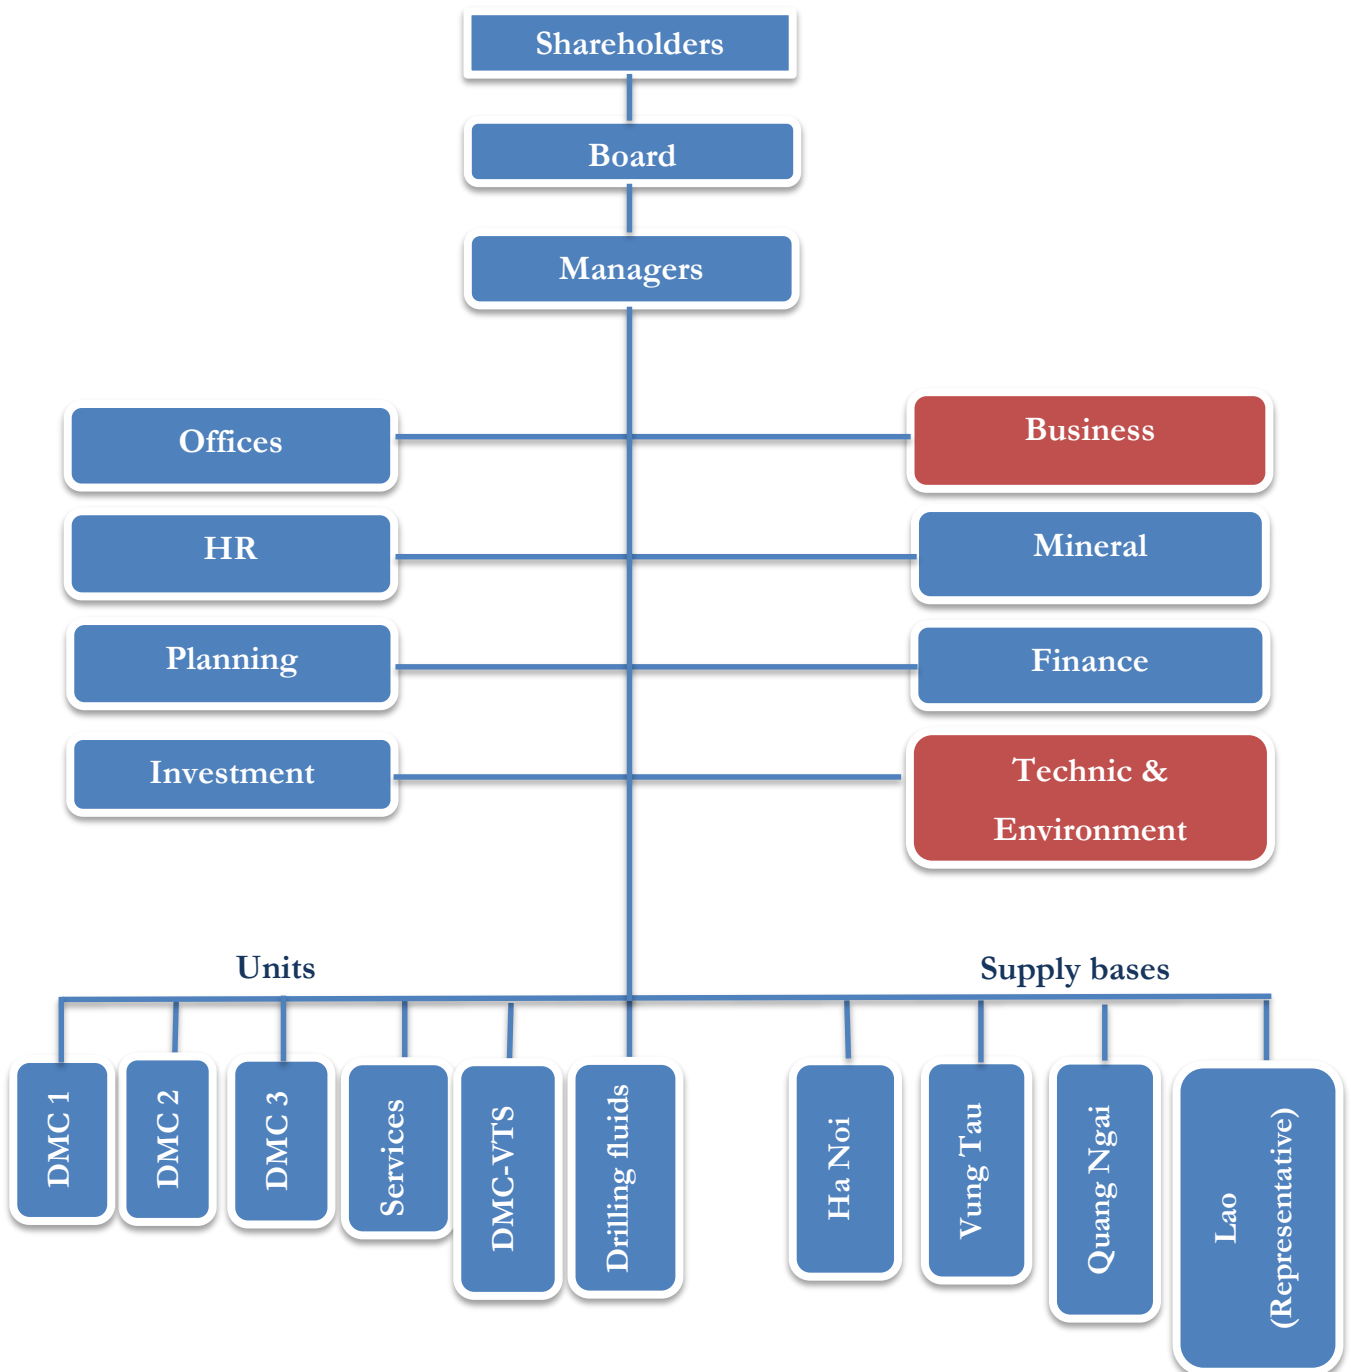 Shareholders
Board
Managers
Offices
Business
HR
Mineral
Planning
Finance
Investment
Technic &
Environment
Units
Supply bases
DMC 1
DMC 2
DMC 3
Services
DMC-VTS
Drilling fluids
Ha Noi
Vung Tau
Quang Ngai
Lao
(Representative)